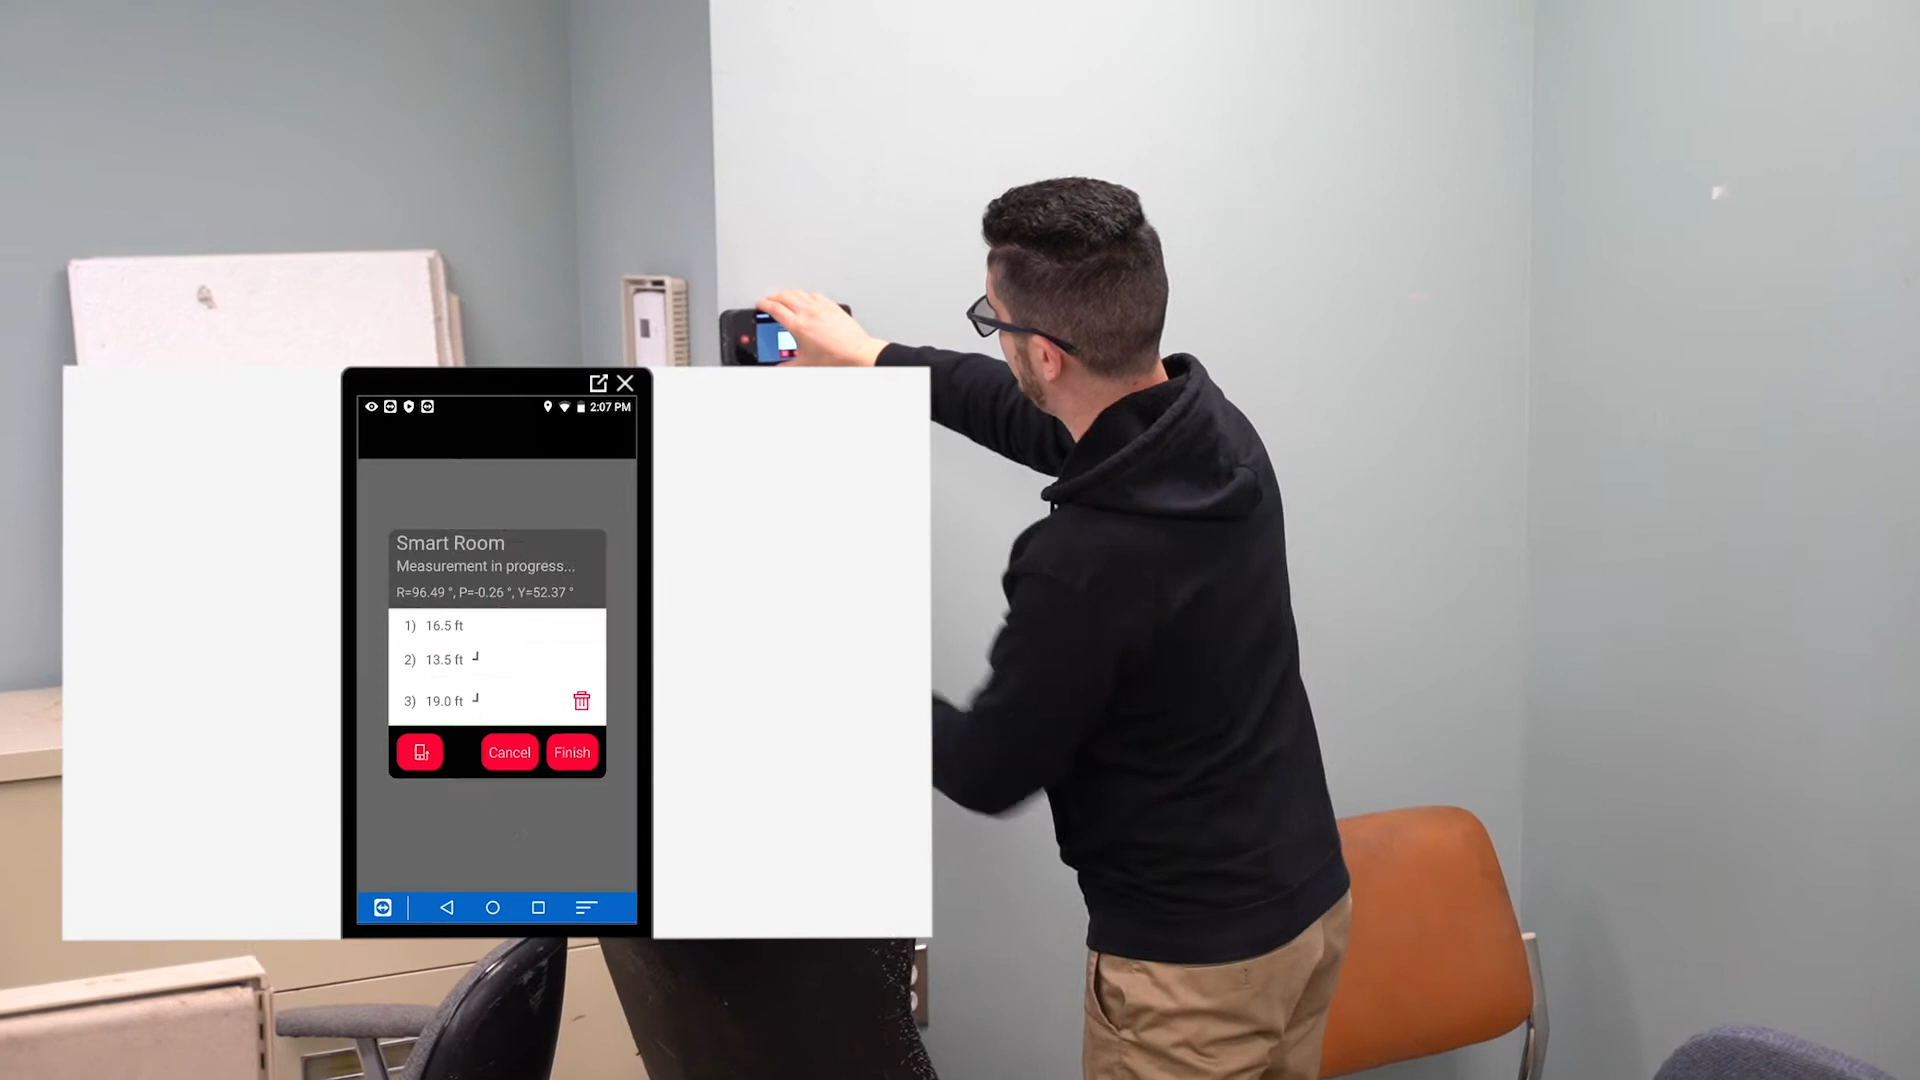 2:07 PM
Smart Room
Measurement in progress...
R=96.49 °, P=-0.26 °, Y=52.37 °
1) 16.5 ft
2) 13.5 ft
3) 19.0 ft
Cancel Finish